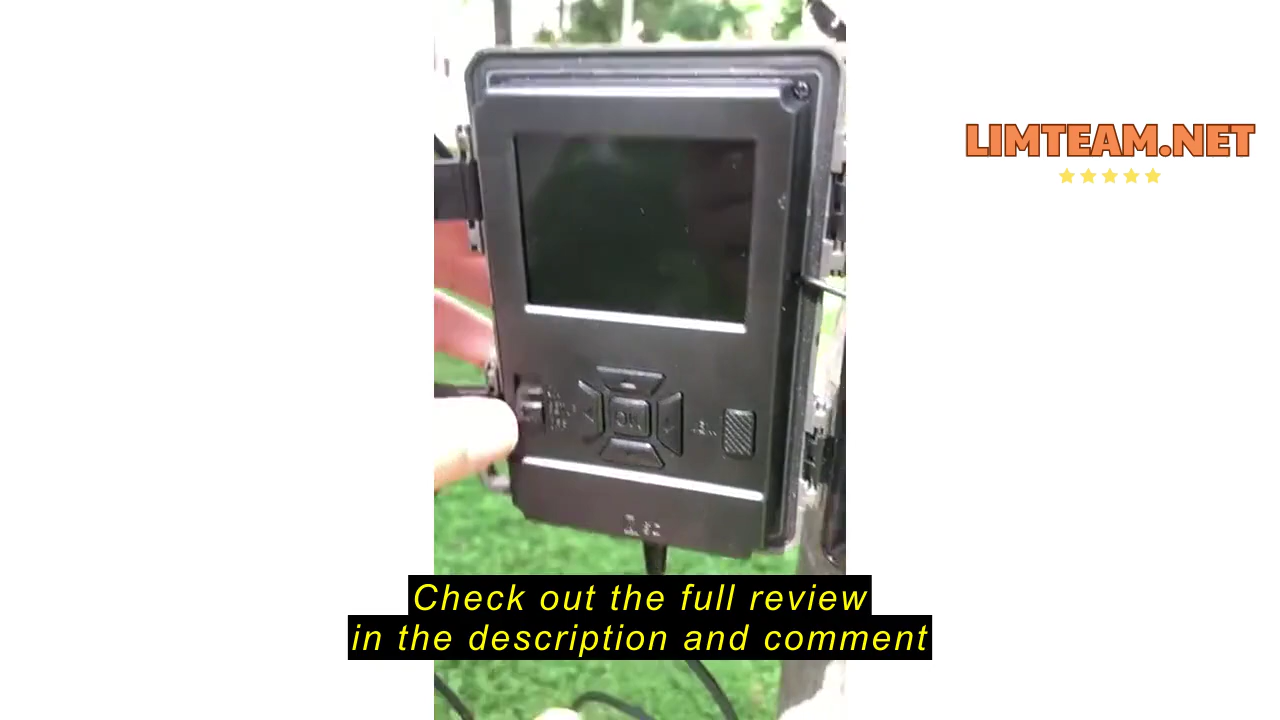 LIMTEAM.NET
OK
Check out the full review
in the description and comment